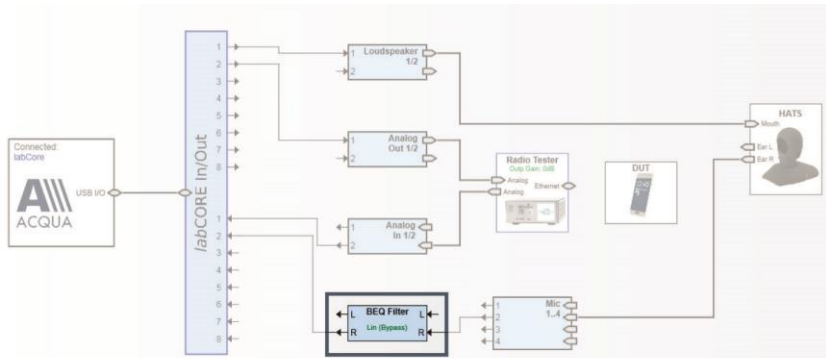 Connected:
labCore
ACQUA
USB I/O
labCORE In/Out
1
2
3
4
5
6
7
8
1
2
3
4
5
6
7
8
1 Loudspeaker
2 1/2
1 Analog
2 Out 1/2
1 Analog
2 In 1/2
Radio Tester
Outp.Gain: 0dB
Analog
Analog
Ethernet
DUT
HATS
Mouth
Ear L
Ear R
BEQ Filter
L L
Lin (Bypass)
R R
1 Mic
2 1..4
3
4